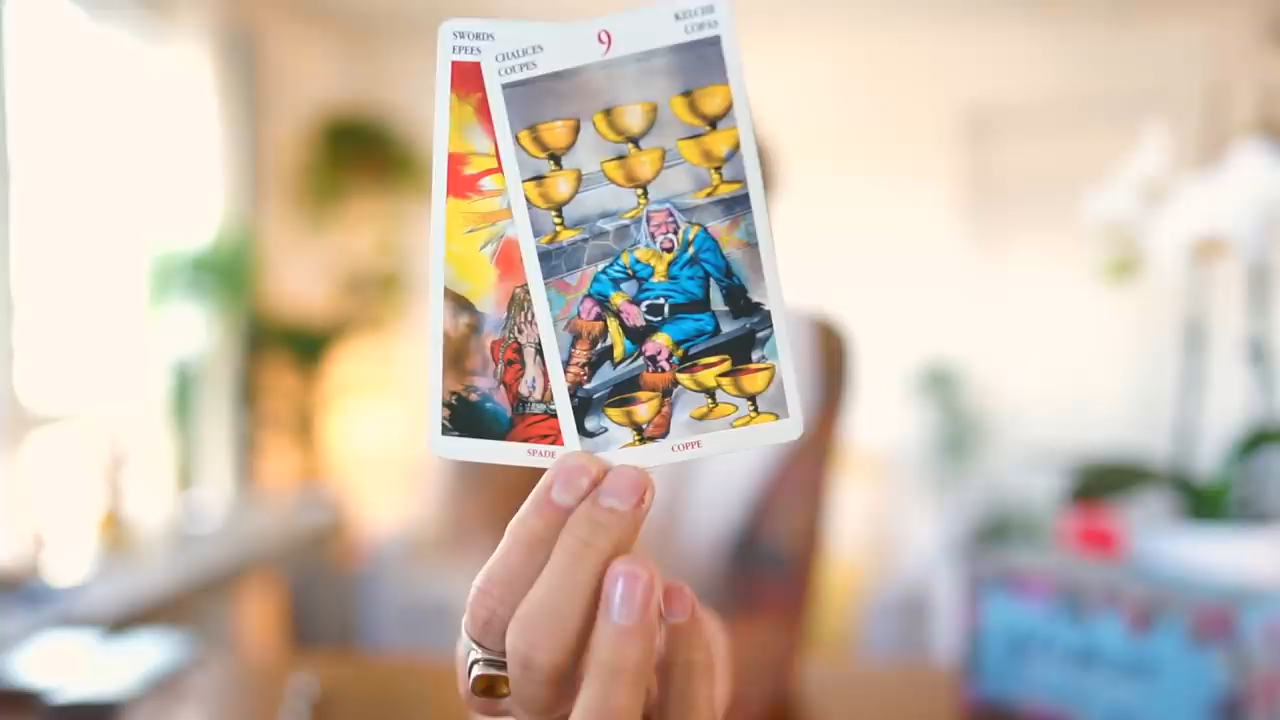 SWORDS
EPEES
CHALICES
COUPES
9
KELCHE
COPAS
SPADE
COPPE